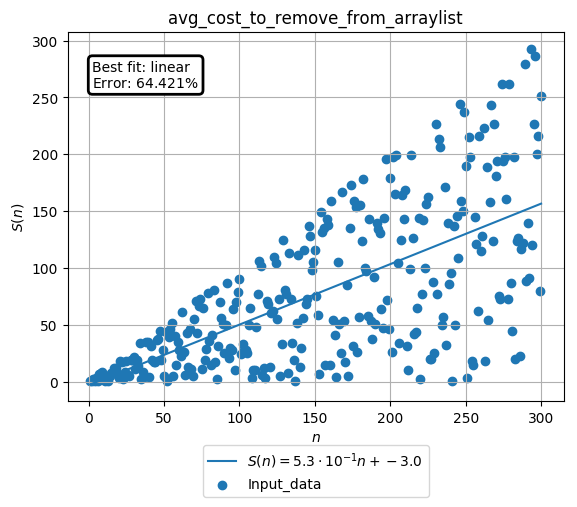 avg_cost_to_remove_from_arraylist
Best fit: linear
Error: 64.421%
S(n)
300
250
200
150
100
50
0
0 50 100 150 200 250 300
n
S(n) = 5.3 · 10⁻¹n + −3.0
Input_data